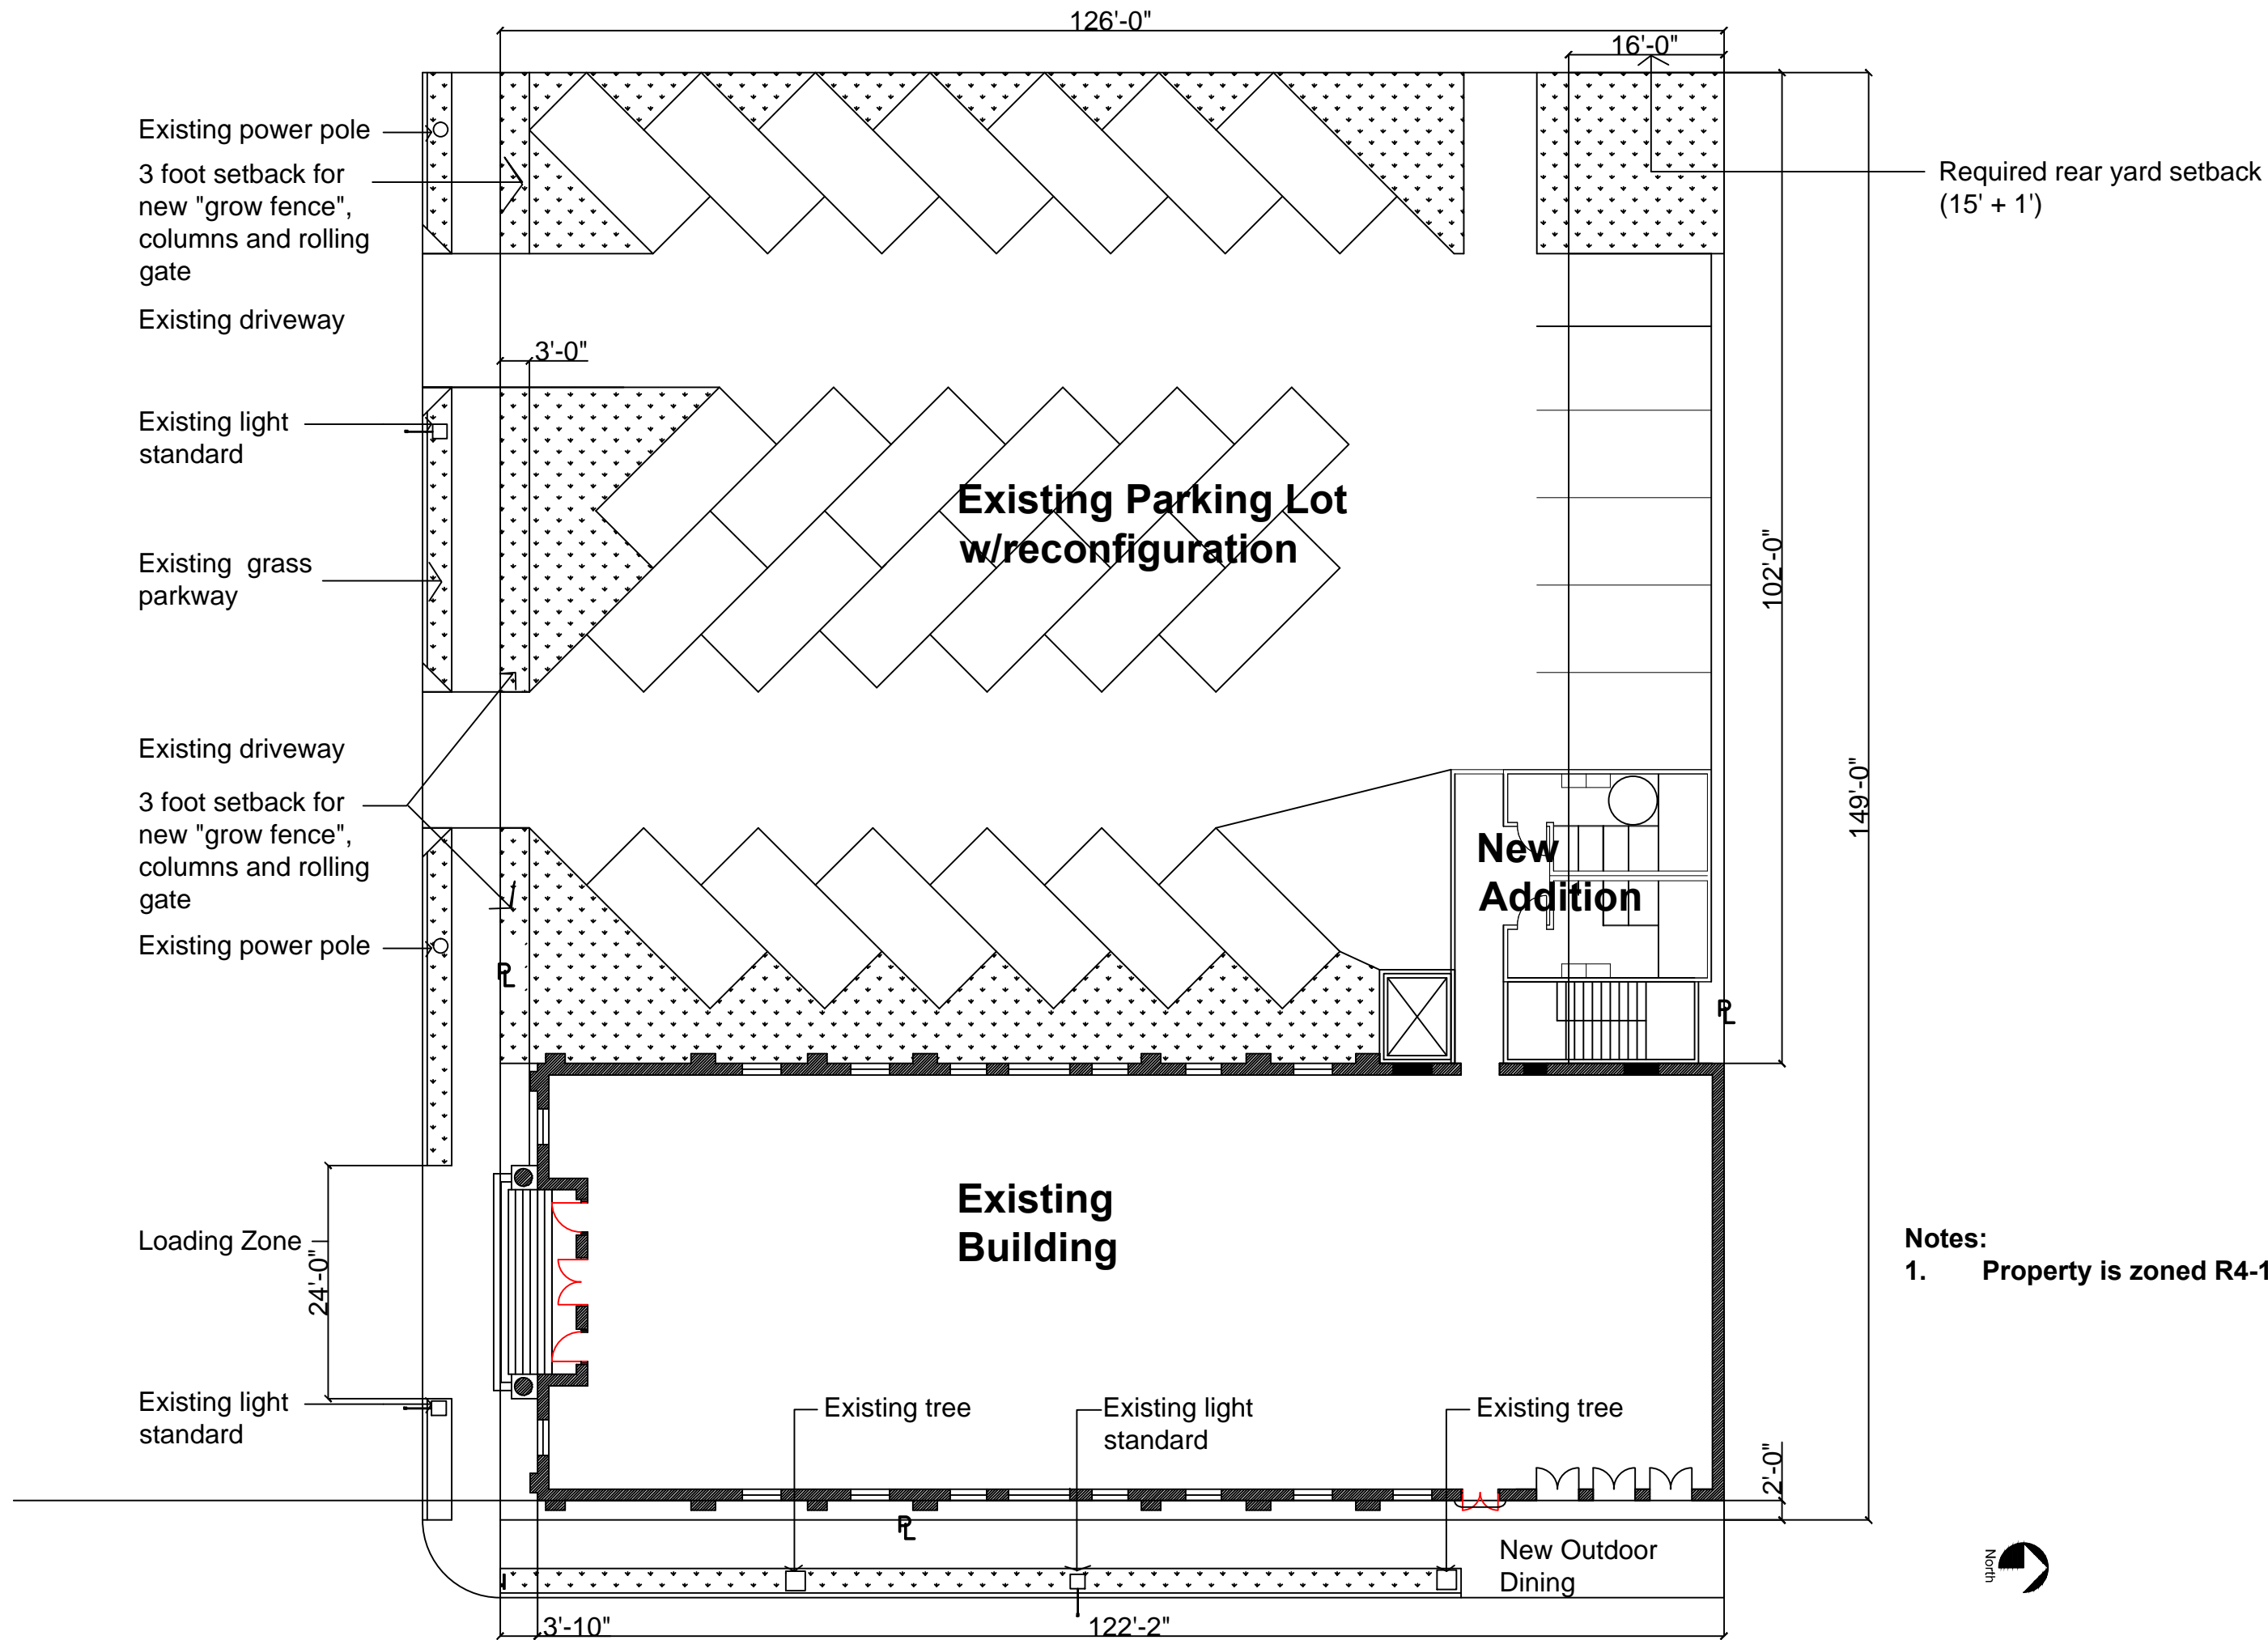 126'-0"
16'-0"
Existing power pole
3 foot setback for
new "grow fence",
columns and rolling
gate
Required rear yard setback
(15' + 1')
Existing driveway
3'-0"
Existing light
standard
Existing Parking Lot
w/reconfiguration
Existing grass
parkway
102'-0"
Existing driveway
3 foot setback for
new "grow fence",
columns and rolling
gate
149'-0"
New
Addition
Existing power pole
PL
PL
Existing
Building
Loading Zone
24'-0"
Notes:
1. Property is zoned R4-1
Existing light
standard
Existing tree
Existing light
standard
Existing tree
2'-0"
PL
New Outdoor
Dining
North
3'-10"
122'-2"